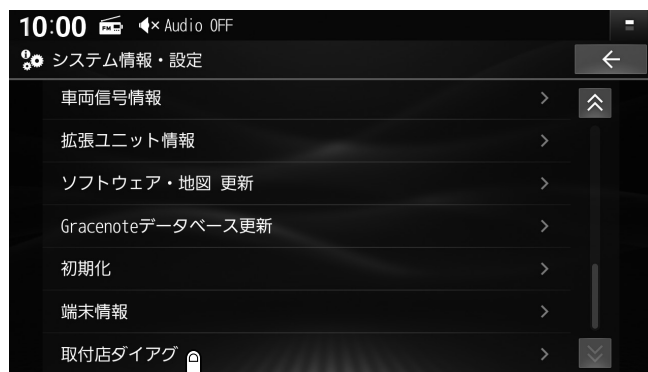 10:00 FM Audio OFF
システム情報・設定
車両信号情報
拡張ユニット情報
ソフトウェア・地図 更新
Gracenoteデータベース更新
初期化
端末情報
取付店ダイアグ